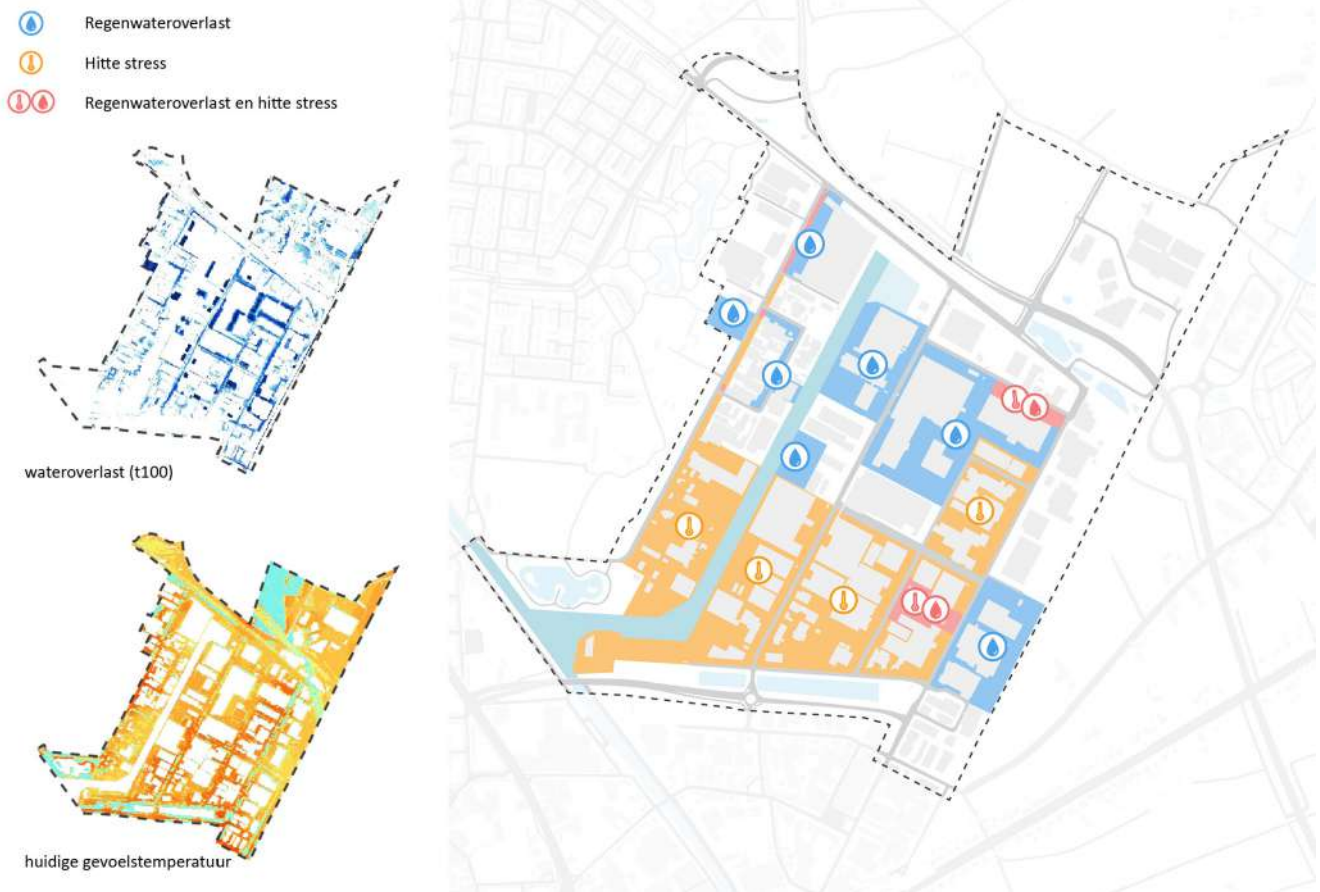 Regenwateroverlast
Hitte stress
Regenwateroverlast en hitte stress
wateroverlast (t100)
huidige gevoelstemperatuur